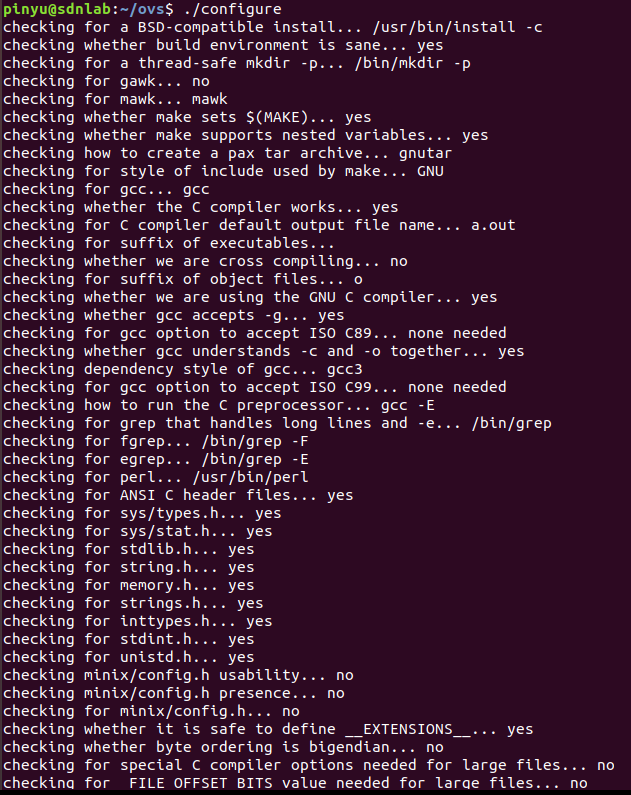 pinyu@sdnlab:~/ovs$ ./configure
checking for a BSD-compatible install... /usr/bin/install -c
checking whether build environment is sane... yes
checking for a thread-safe mkdir -p... /bin/mkdir -p
checking for gawk... no
checking for mawk... mawk
checking whether make sets $(MAKE)... yes
checking whether make supports nested variables... yes
checking how to create a pax tar archive... gnutar
checking for style of include used by make... GNU
checking for gcc... gcc
checking whether the C compiler works... yes
checking for C compiler default output file name... a.out
checking for suffix of executables...
checking whether we are cross compiling... no
checking for suffix of object files... o
checking whether we are using the GNU C compiler... yes
checking whether gcc accepts -g... yes
checking for gcc option to accept ISO C89... none needed
checking whether gcc understands -c and -o together... yes
checking dependency style of gcc... gcc3
checking for gcc option to accept ISO C99... none needed
checking how to run the C preprocessor... gcc -E
checking for grep that handles long lines and -e... /bin/grep
checking for fgrep... /bin/grep -F
checking for egrep... /bin/grep -E
checking for perl... /usr/bin/perl
checking for ANSI C header files... yes
checking for sys/types.h... yes
checking for sys/stat.h... yes
checking for stdlib.h... yes
checking for string.h... yes
checking for memory.h... yes
checking for strings.h... yes
checking for inttypes.h... yes
checking for stdint.h... yes
checking for unistd.h... yes
checking minix/config.h usability... no
checking minix/config.h presence... no
checking for minix/config.h... no
checking whether it is safe to define __EXTENSIONS__... yes
checking whether byte ordering is bigendian... no
checking for special C compiler options needed for large files... no
checking for _FILE_OFFSET_BITS value needed for large files... no